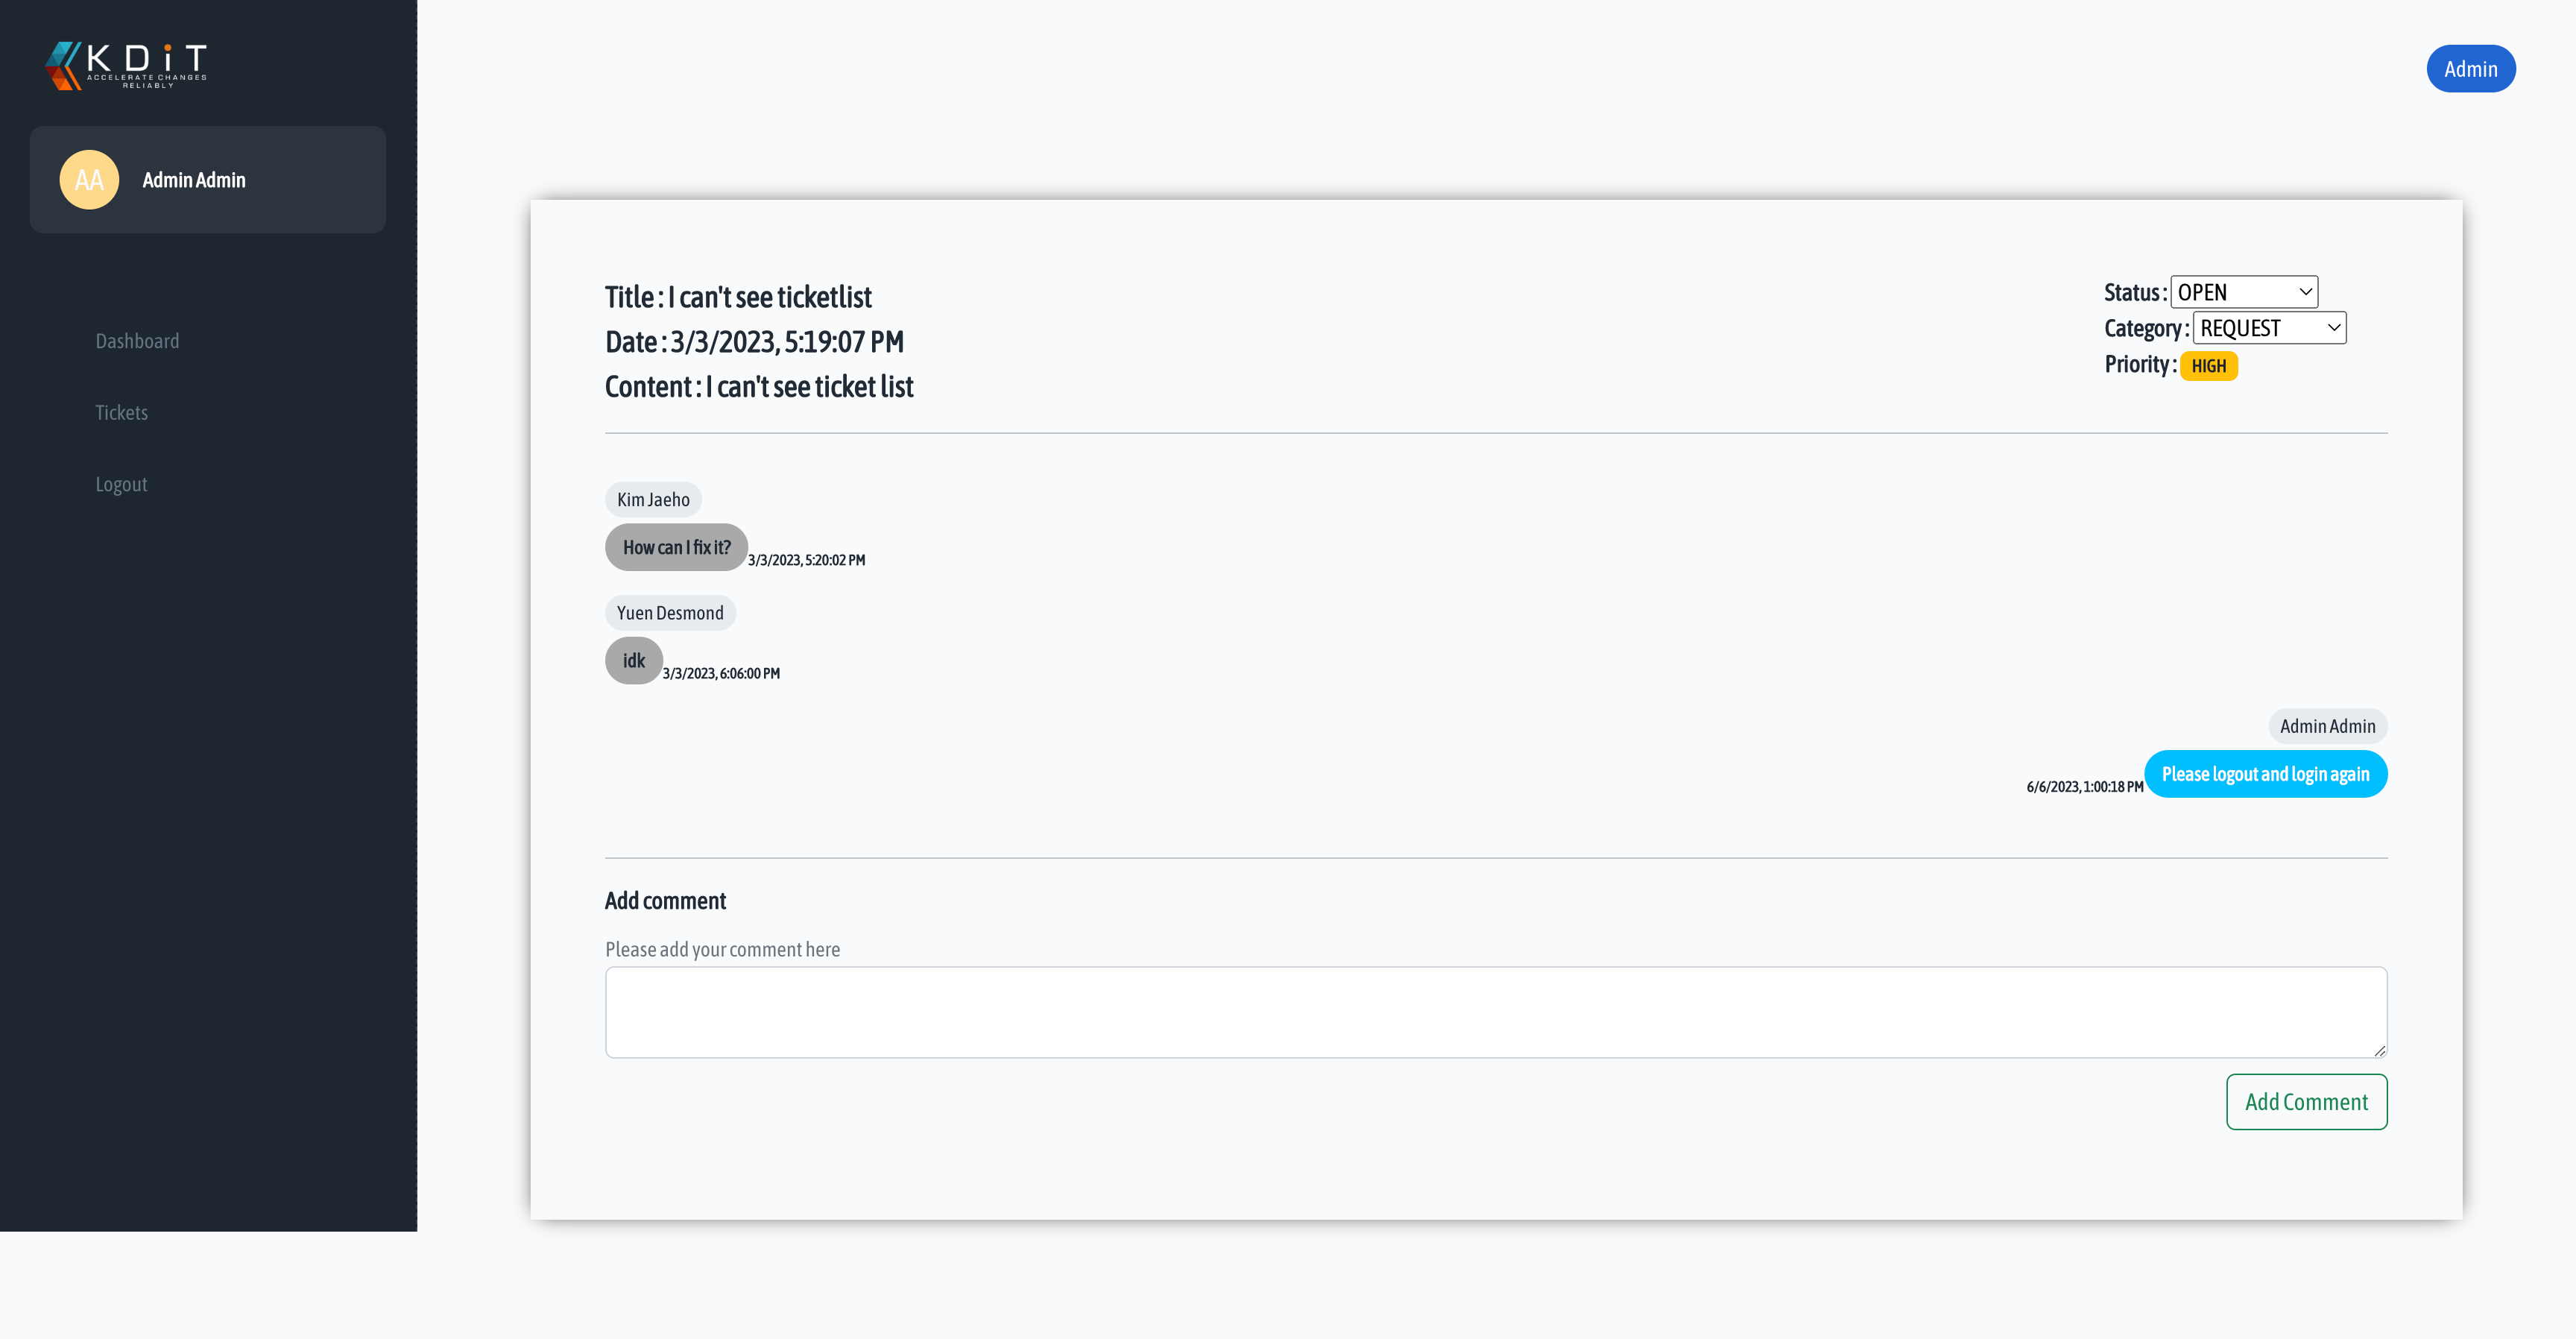 KDiT
ACCELERATE CHANGES
RELIABLY
Admin
AA
Admin Admin
Dashboard
Tickets
Logout
Title : I can't see ticketlist
Date : 3/3/2023, 5:19:07 PM
Content : I can't see ticket list
Status : OPEN
Category : REQUEST
Priority : HIGH
Kim Jaeho
How can I fix it? 3/3/2023, 5:20:02 PM
Yuen Desmond
idk 3/3/2023, 6:06:00 PM
Admin Admin
6/6/2023, 1:00:18 PM Please logout and login again
Add comment
Please add your comment here
Add Comment